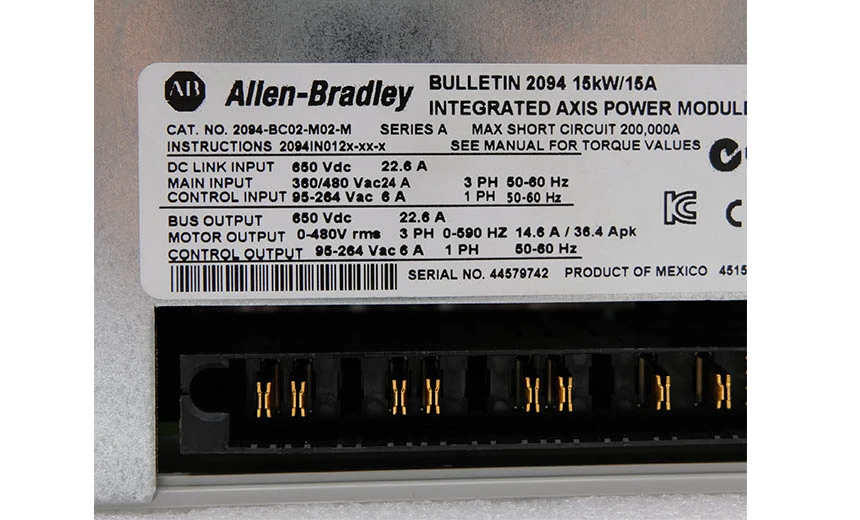 AB Allen-Bradley
BULLETIN 2094 15kW/15A
INTEGRATED AXIS POWER MODULE
CAT. NO. 2094-BC02-M02-M SERIES A MAX SHORT CIRCUIT 200,000A
INSTRUCTIONS 2094IN012x-xx-x SEE MANUAL FOR TORQUE VALUES
DC LINK INPUT 650 Vdc 22.6 A
MAIN INPUT 360/480 Vac 24 A 3 PH 50-60 Hz
CONTROL INPUT 95-264 Vac 6 A 1 PH 50-60 Hz
BUS OUTPUT 650 Vdc 22.6 A
MOTOR OUTPUT 0-480V rms 3 PH 0-590 HZ 14.6 A / 36.4 Apk
CONTROL OUTPUT 95-264 Vac 6 A 1 PH 50-60 Hz
SERIAL NO. 44579742 PRODUCT OF MEXICO 4515